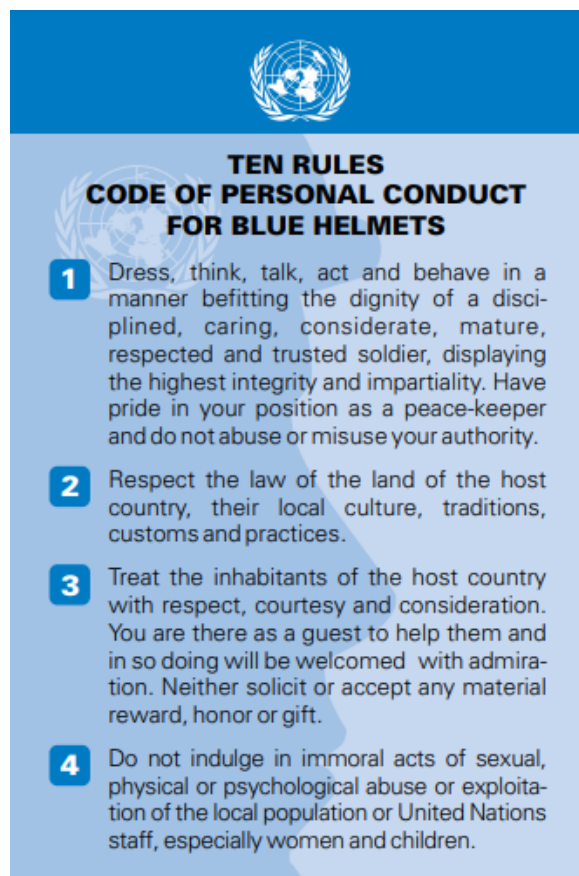 TEN RULES
CODE OF PERSONAL CONDUCT
FOR BLUE HELMETS
1 Dress, think, talk, act and behave in a
manner befitting the dignity of a disci-
plined, caring, considerate, mature,
respected and trusted soldier, displaying
the highest integrity and impartiality. Have
pride in your position as a peace-keeper
and do not abuse or misuse your authority.
2 Respect the law of the land of the host
country, their local culture, traditions,
customs and practices.
3 Treat the inhabitants of the host country
with respect, courtesy and consideration.
You are there as a guest to help them and
in so doing will be welcomed with admira-
tion. Neither solicit or accept any material
reward, honor or gift.
4 Do not indulge in immoral acts of sexual,
physical or psychological abuse or exploita-
tion of the local population or United Nations
staff, especially women and children.